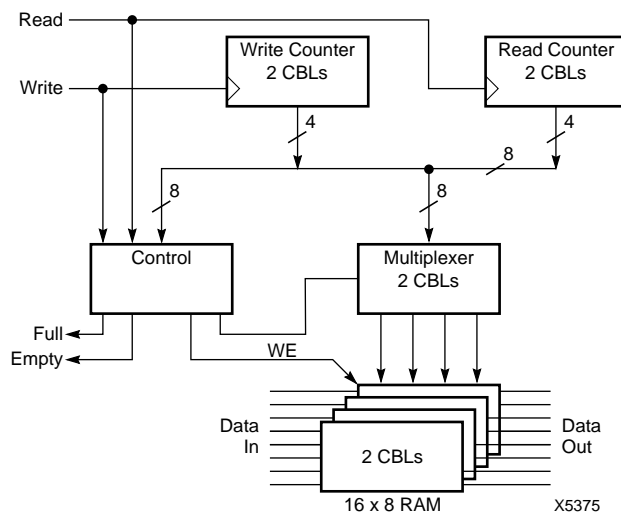 Read
Write
Write Counter
2 CBLs
Read Counter
2 CBLs
4
4
8
8
8
Control
Multiplexer
2 CBLs
Full
Empty
WE
Data
In
Data
Out
2 CBLs
16 x 8 RAM
X5375